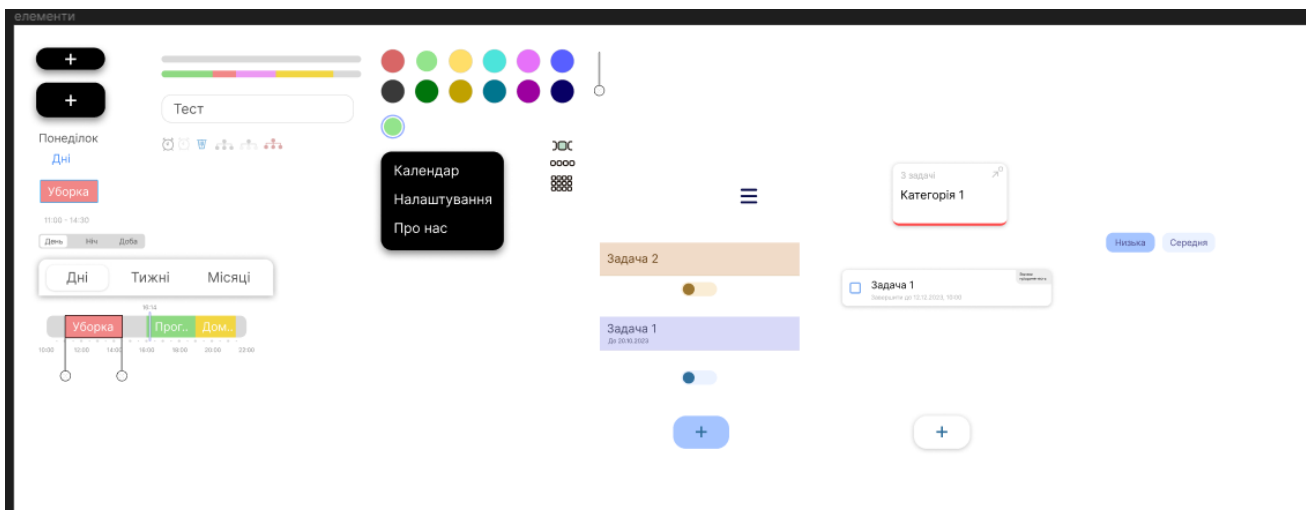 елементи
Понеділок
Дні
Уборка
11:00 - 14:30
День Ніч Доба
Дні Тижні Місяці
16:14
Уборка Прог.. Дом..
10:00 12:00 14:00 16:00 18:00 20:00 22:00
Тест
Календар
Налаштування
Про нас
Задача 2
Задача 1
До 20.10.2023
3 задачі
Категорія 1
Задача 1
Завершити до 12.12.2023, 19:00
Низька Середня